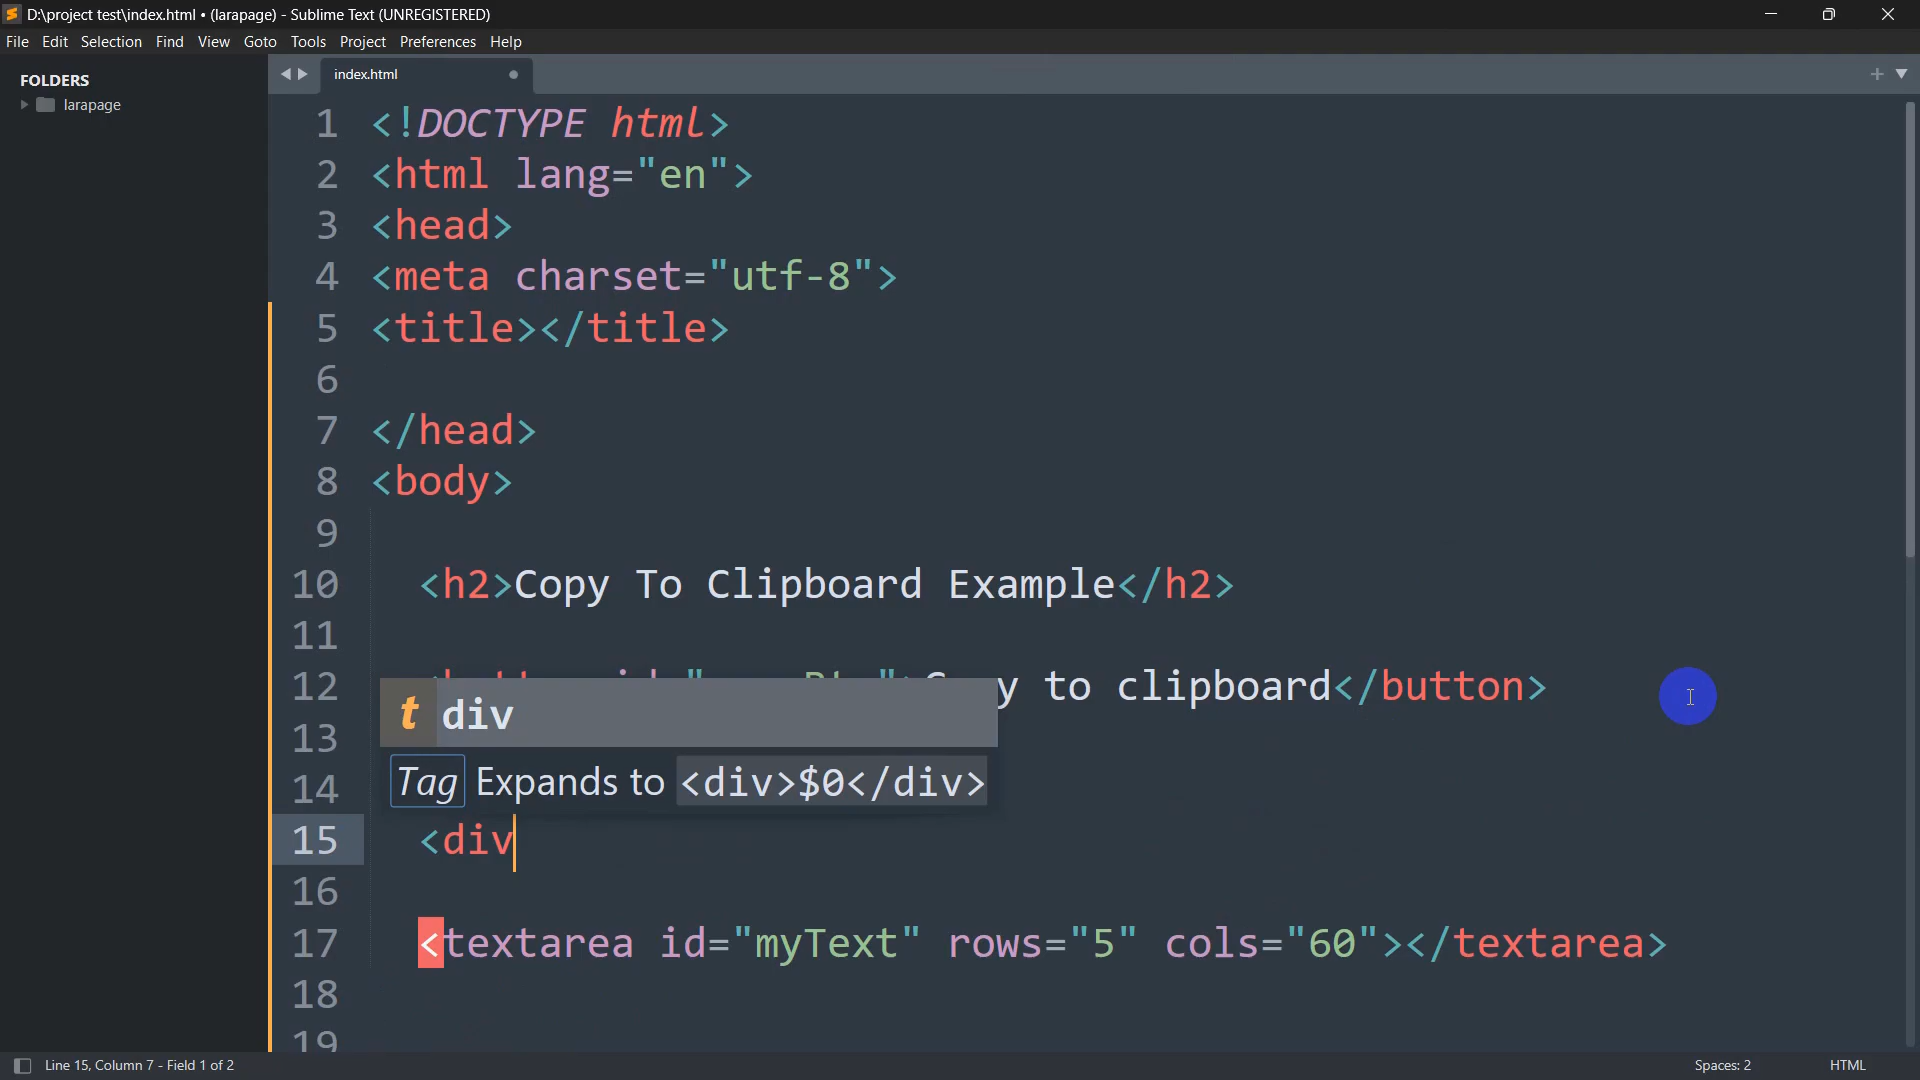 D:\project test\index.html • (larapage) - Sublime Text (UNREGISTERED)
File Edit Selection Find View Goto Tools Project Preferences Help
FOLDERS
larapage
index.html
1 <!DOCTYPE html>
2 <html lang="en">
3 <head>
4 <meta charset="utf-8">
5 <title></title>
6
7 </head>
8 <body>
9
10 <h2>Copy To Clipboard Example</h2>
11
12 y to clipboard</button>
13
t div
Tag Expands to <div>$0</div>
14
15 <div
16
17 <textarea id="myText" rows="5" cols="60"></textarea>
18
19
Line 15, Column 7 - Field 1 of 2
Spaces: 2
HTML